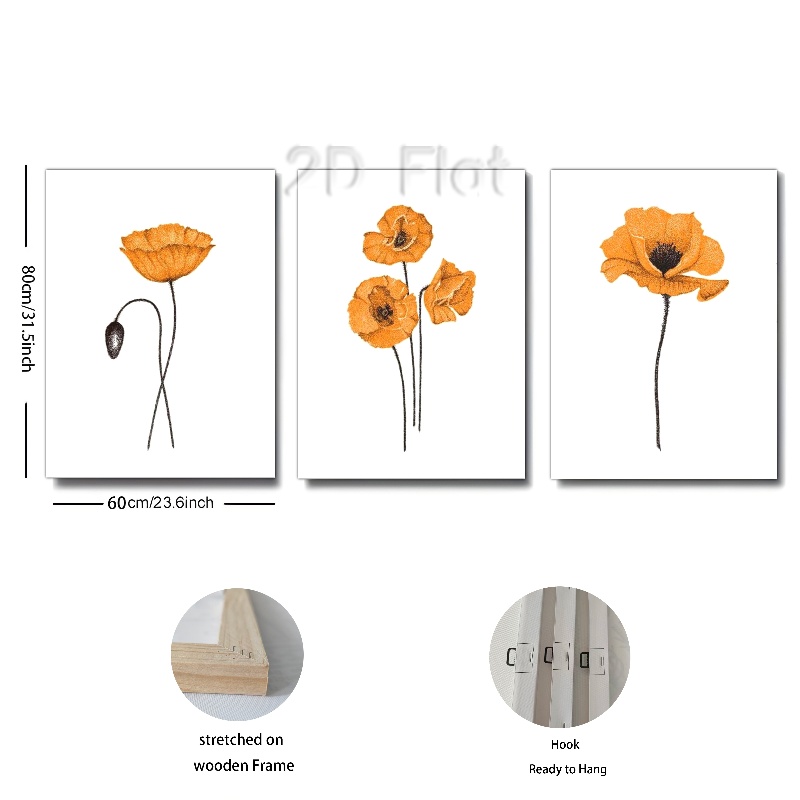 2D Flat
80cm/31.5inch
60cm/23.6inch
stretched on
wooden Frame
Hook
Ready to Hang